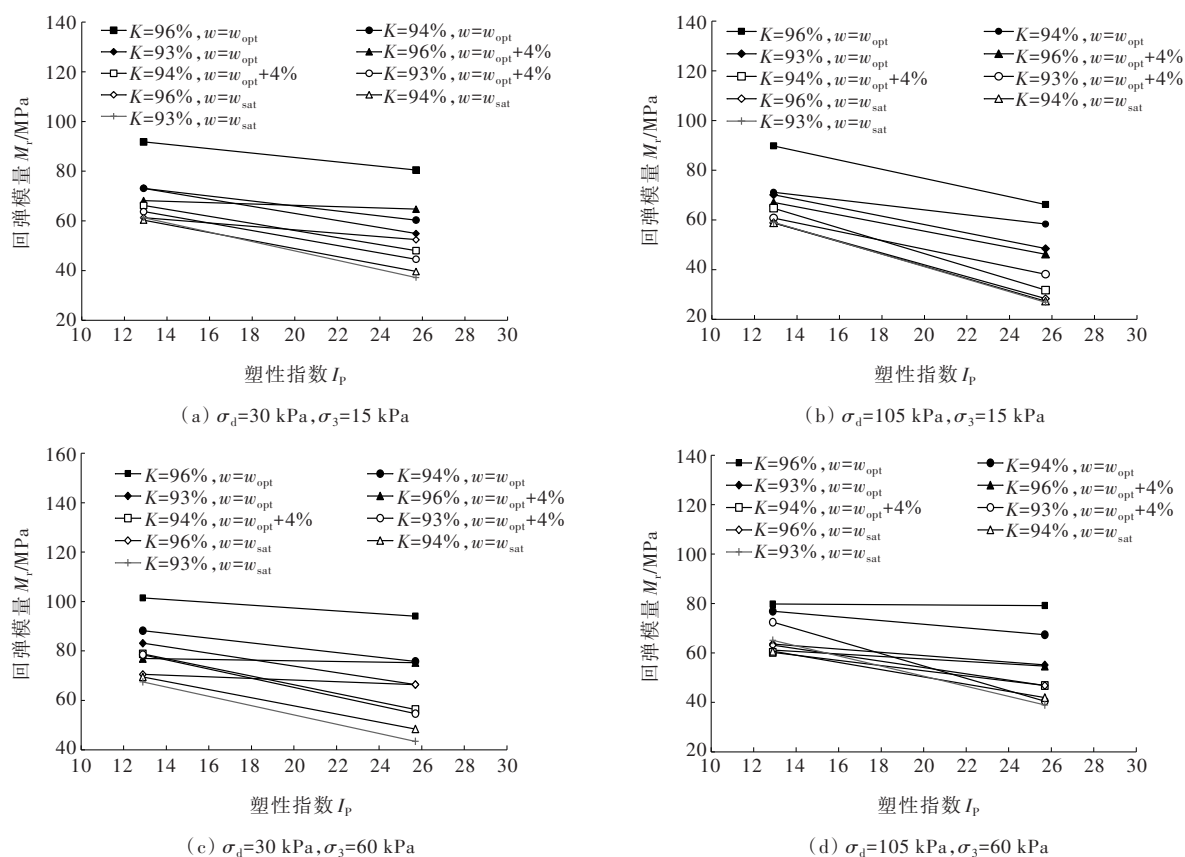 140
120
100
80
60
40
20
回弹模量 M_r/MPa
K=96%, w=w_opt
K=94%, w=w_opt
K=93%, w=w_opt
K=96%, w=w_opt+4%
K=94%, w=w_opt+4%
K=93%, w=w_opt+4%
K=96%, w=w_sat
K=94%, w=w_sat
K=93%, w=w_sat
10 12 14 16 18 20 22 24 26 28 30
塑性指数 I_P
(a) σ_d=30 kPa, σ_3=15 kPa
140
120
100
80
60
40
20
回弹模量 M_r/MPa
K=96%, w=w_opt
K=94%, w=w_opt
K=93%, w=w_opt
K=96%, w=w_opt+4%
K=94%, w=w_opt+4%
K=93%, w=w_opt+4%
K=96%, w=w_sat
K=94%, w=w_sat
K=93%, w=w_sat
10 12 14 16 18 20 22 24 26 28 30
塑性指数 I_P
(b) σ_d=105 kPa, σ_3=15 kPa
160
140
120
100
80
60
40
回弹模量 M_r/MPa
K=96%, w=w_opt
K=94%, w=w_opt
K=93%, w=w_opt
K=96%, w=w_opt+4%
K=94%, w=w_opt+4%
K=93%, w=w_opt+4%
K=96%, w=w_sat
K=94%, w=w_sat
K=93%, w=w_sat
10 12 14 16 18 20 22 24 26 28 30
塑性指数 I_P
(c) σ_d=30 kPa, σ_3=60 kPa
140
120
100
80
60
40
20
回弹模量 M_r/MPa
K=96%, w=w_opt
K=94%, w=w_opt
K=93%, w=w_opt
K=96%, w=w_opt+4%
K=94%, w=w_opt+4%
K=93%, w=w_opt+4%
K=96%, w=w_sat
K=94%, w=w_sat
K=93%, w=w_sat
10 12 14 16 18 20 22 24 26 28 30
塑性指数 I_P
(d) σ_d=105 kPa, σ_3=60 kPa